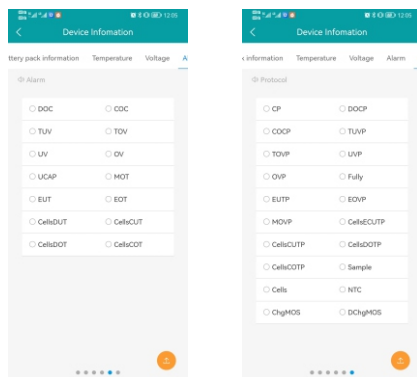 12:05
Device Infomation
ttery pack information Temperature Voltage A
Alarm
DOC COC
TUV TOV
UV OV
UCAP MOT
EUT EOT
CellsDUT CellsCUT
CellsDOT CellsCOT
12:05
Device Infomation
information Temperature Voltage Alarm
Protocol
CP DOCP
COCP TUVP
TOVP UVP
OVP Fully
EUTP EOVP
MOVP CellsECUTP
CellsCUTP CellsDOTP
CellsCOTP Sample
Cells NTC
ChgMOS DChgMOS